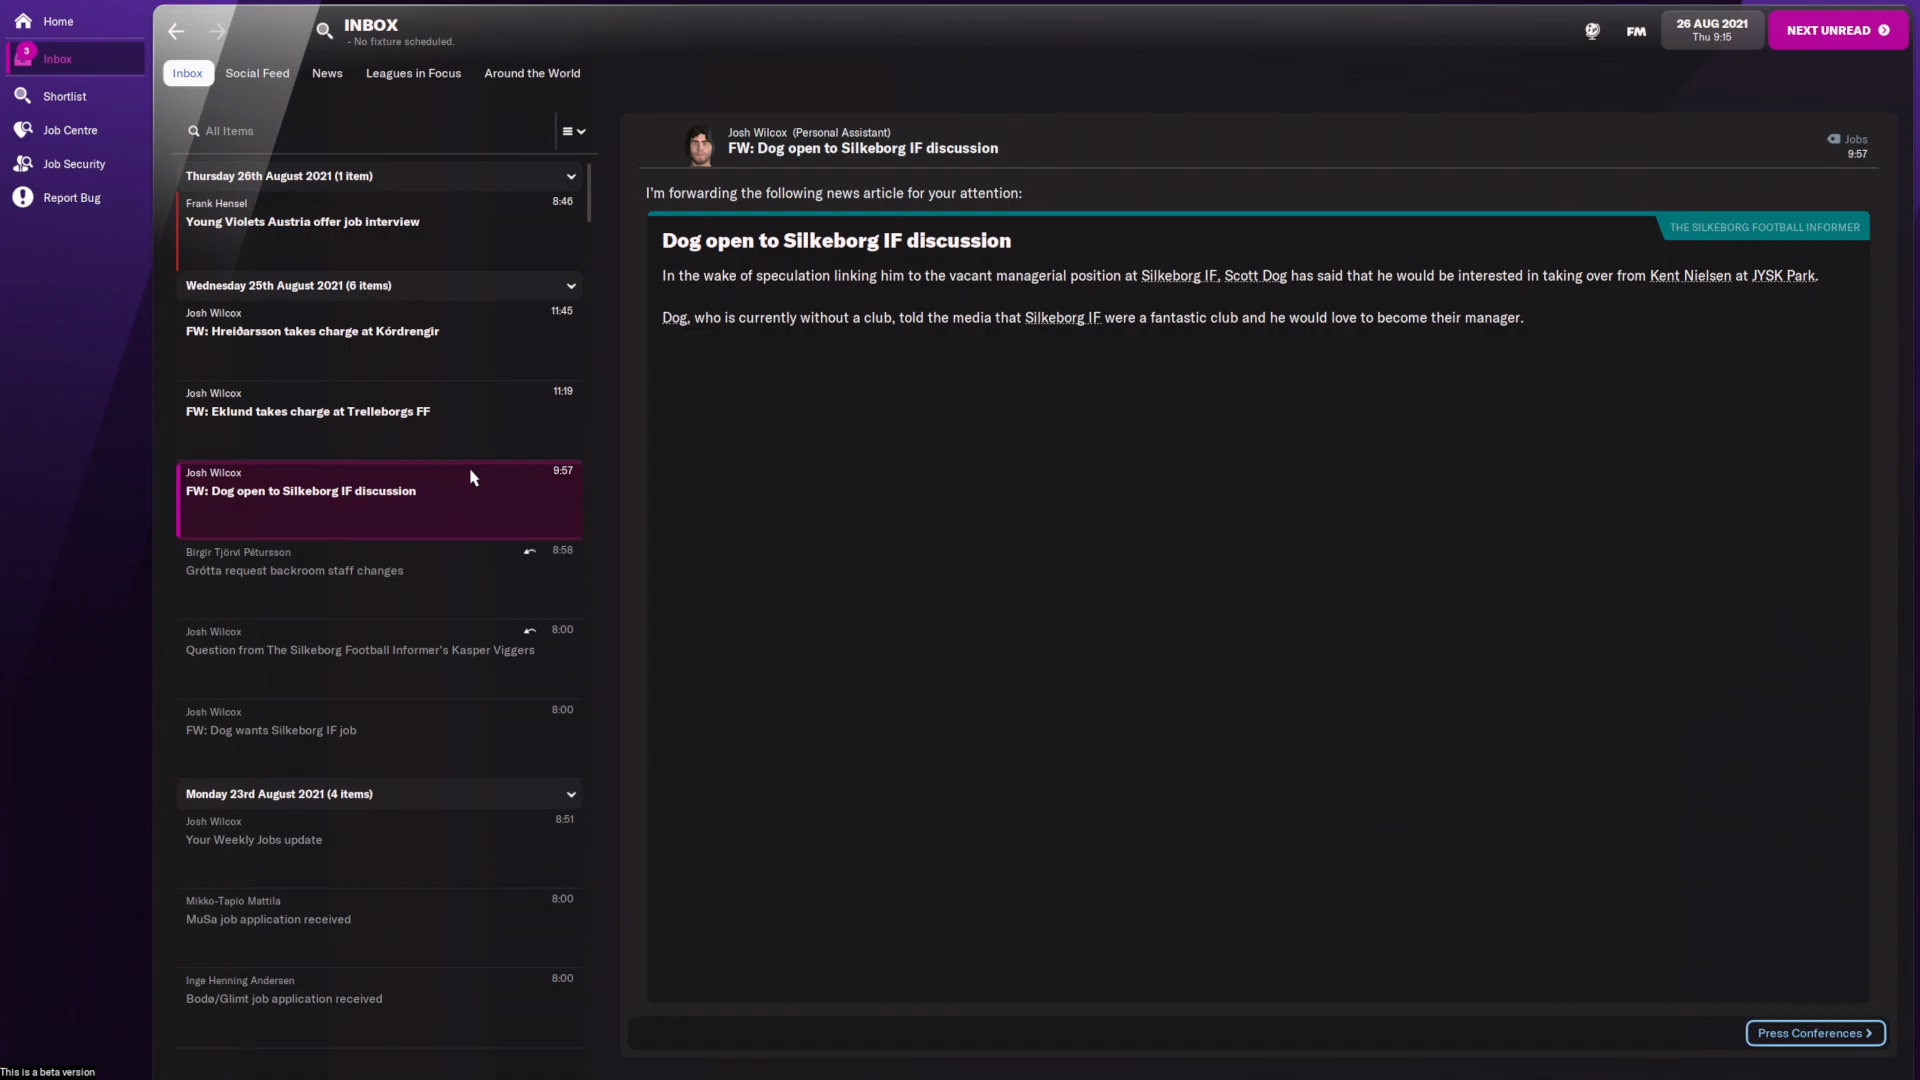 Home
3
Inbox
Shortlist
Job Centre
Job Security
Report Bug
INBOX
- No fixture scheduled.
FM
26 AUG 2021
Thu 9:15
NEXT UNREAD
Inbox
Social Feed
News
Leagues in Focus
Around the World
All Items
Thursday 26th August 2021 (1 item)
Frank Hensel
8:46
Young Violets Austria offer job interview
Wednesday 25th August 2021 (6 items)
Josh Wilcox
11:45
FW: Hreiðarsson takes charge at Kórdrengir
Josh Wilcox
11:19
FW: Eklund takes charge at Trelleborgs FF
Josh Wilcox
9:57
FW: Dog open to Silkeborg IF discussion
Birgir Tjörvi Pétursson
8:58
Grótta request backroom staff changes
Josh Wilcox
8:00
Question from The Silkeborg Football Informer's Kasper Viggers
Josh Wilcox
8:00
FW: Dog wants Silkeborg IF job
Monday 23rd August 2021 (4 items)
Josh Wilcox
8:51
Your Weekly Jobs update
Mikko-Tapio Mattila
8:00
MuSa job application received
Inge Henning Andersen
8:00
Bodø/Glimt job application received
Josh Wilcox (Personal Assistant)
FW: Dog open to Silkeborg IF discussion
Jobs
9:57
I'm forwarding the following news article for your attention:
THE SILKEBORG FOOTBALL INFORMER
Dog open to Silkeborg IF discussion
In the wake of speculation linking him to the vacant managerial position at Silkeborg IF, Scott Dog has said that he would be interested in taking over from Kent Nielsen at JYSK Park.
Dog, who is currently without a club, told the media that Silkeborg IF were a fantastic club and he would love to become their manager.
Press Conferences
This is a beta version